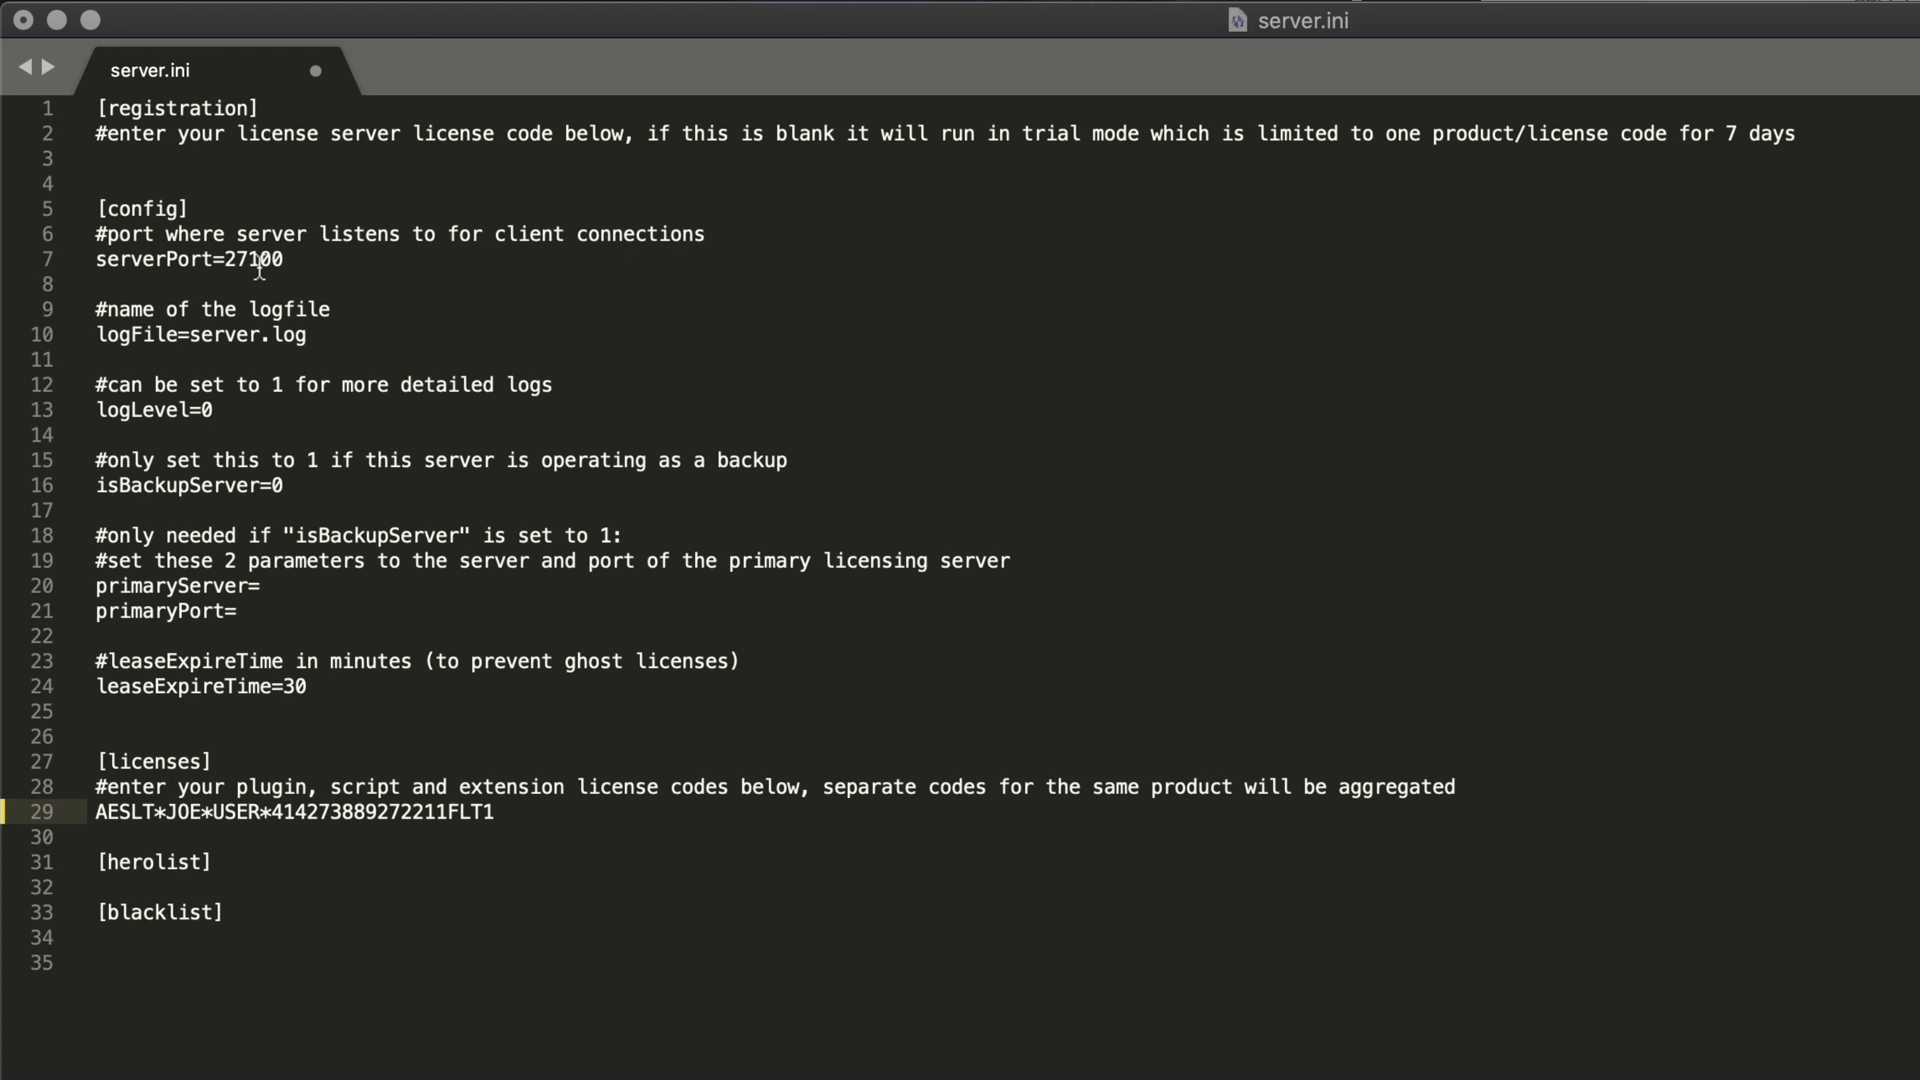 server.ini
server.ini
1 [registration]
2 #enter your license server license code below, if this is blank it will run in trial mode which is limited to one product/license code for 7 days
3
4
5 [config]
6 #port where server listens to for client connections
7 serverPort=27100
8
9 #name of the logfile
10 logFile=server.log
11
12 #can be set to 1 for more detailed logs
13 logLevel=0
14
15 #only set this to 1 if this server is operating as a backup
16 isBackupServer=0
17
18 #only needed if "isBackupServer" is set to 1:
19 #set these 2 parameters to the server and port of the primary licensing server
20 primaryServer=
21 primaryPort=
22
23 #leaseExpireTime in minutes (to prevent ghost licenses)
24 leaseExpireTime=30
25
26
27 [licenses]
28 #enter your plugin, script and extension license codes below, separate codes for the same product will be aggregated
29 AESLT*JOE*USER*414273889272211FLT1
30
31 [herolist]
32
33 [blacklist]
34
35